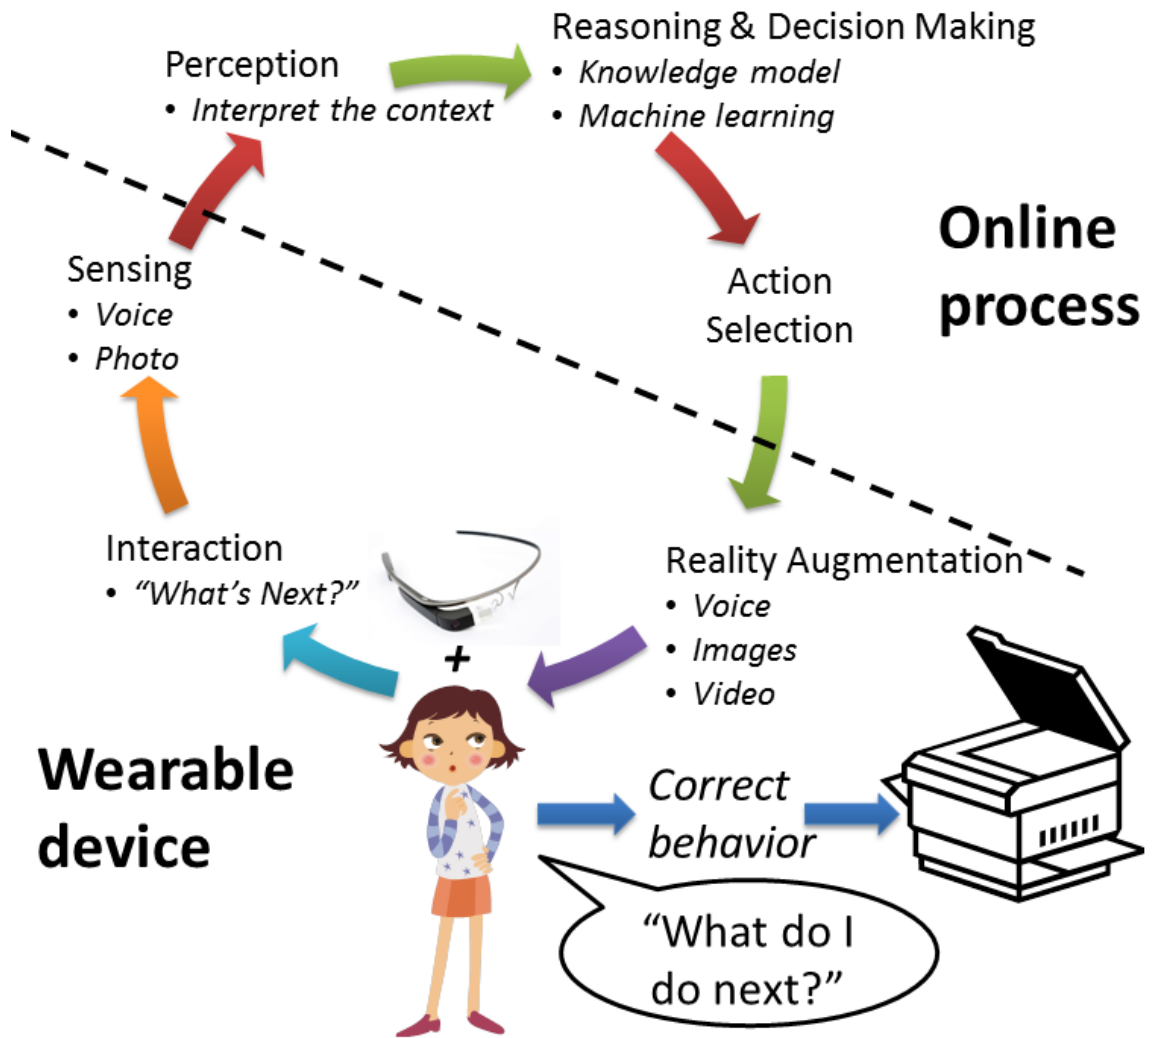 Reasoning & Decision Making
• Knowledge model
• Machine learning
Perception
• Interpret the context
Online
process
Sensing
• Voice
• Photo
Action
Selection
Interaction
• “What’s Next?”
Reality Augmentation
• Voice
• Images
• Video
+
Wearable
device
Correct
behavior
“What do I
do next?”